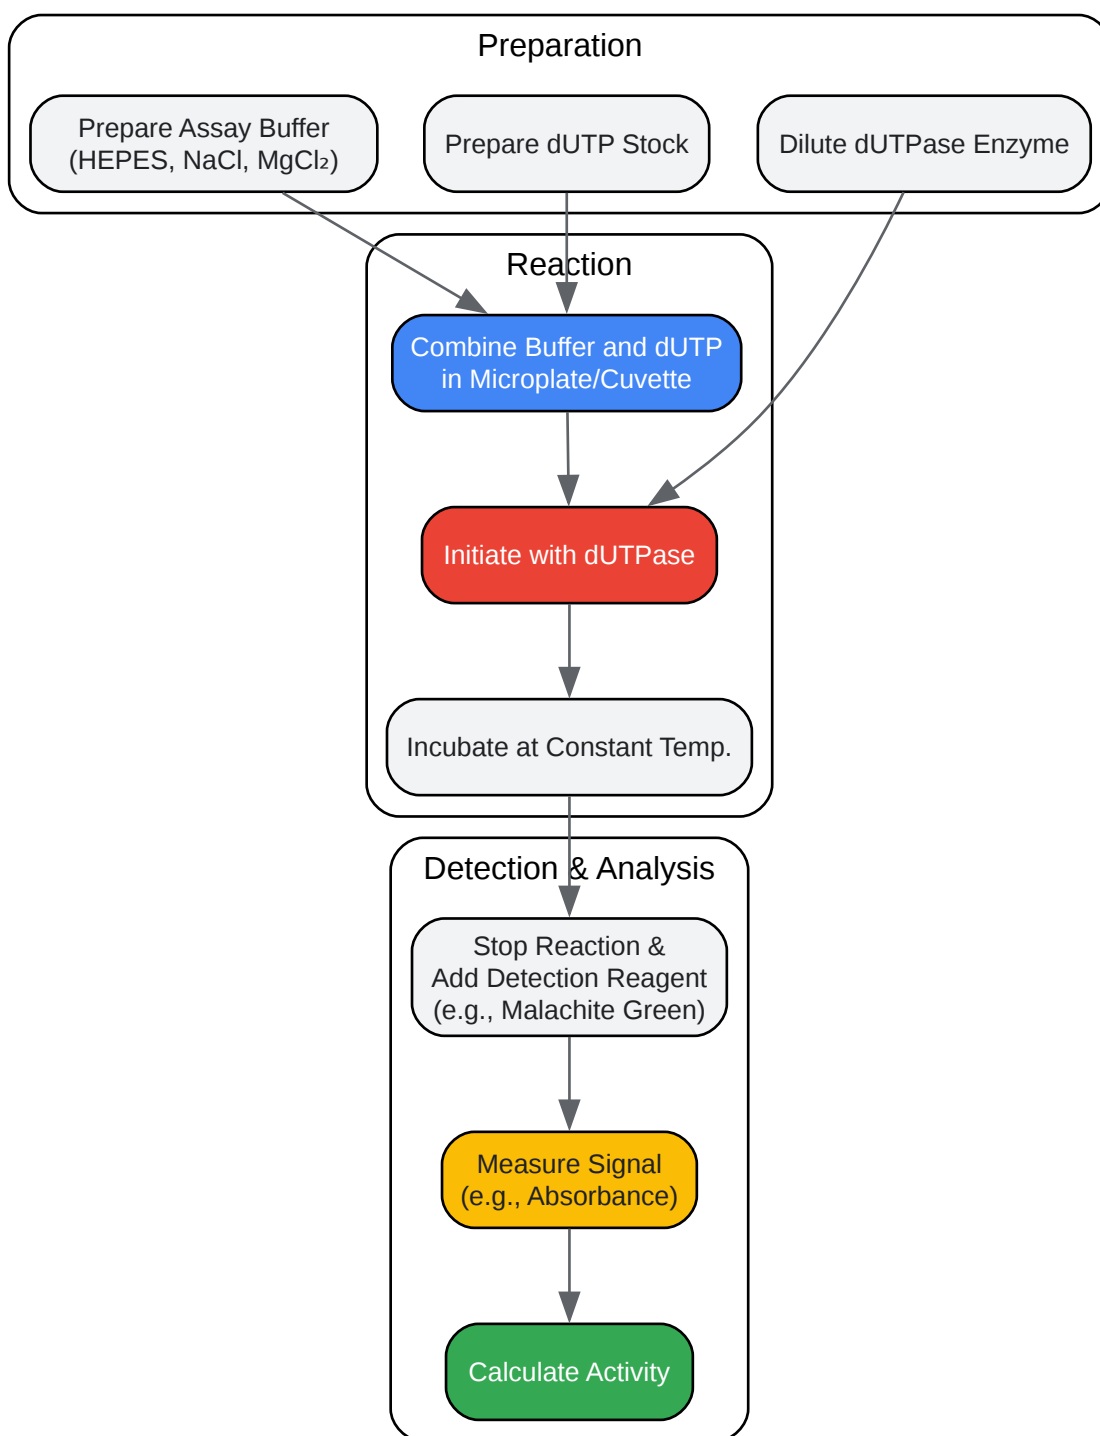 Preparation
Prepare Assay Buffer
(HEPES, NaCl, MgCl₂)
Prepare dUTP Stock
Dilute dUTPase Enzyme
Reaction
Combine Buffer and dUTP
in Microplate/Cuvette
Initiate with dUTPase
Incubate at Constant Temp.
Detection & Analysis
Stop Reaction &
Add Detection Reagent
(e.g., Malachite Green)
Measure Signal
(e.g., Absorbance)
Calculate Activity